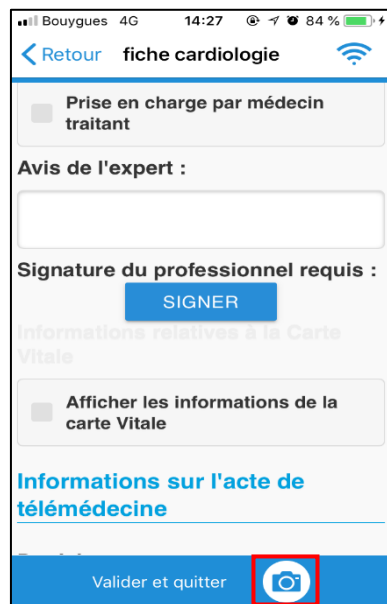 Bouygues 4G 14:27 84 %
Retour fiche cardiologie
Prise en charge par médecin
traitant
Avis de l'expert :
Signature du professionnel requis :
SIGNER
Informations relatives à la Carte
Vitale
Afficher les informations de la
carte Vitale
Informations sur l'acte de
télémédecine
Valider et quitter